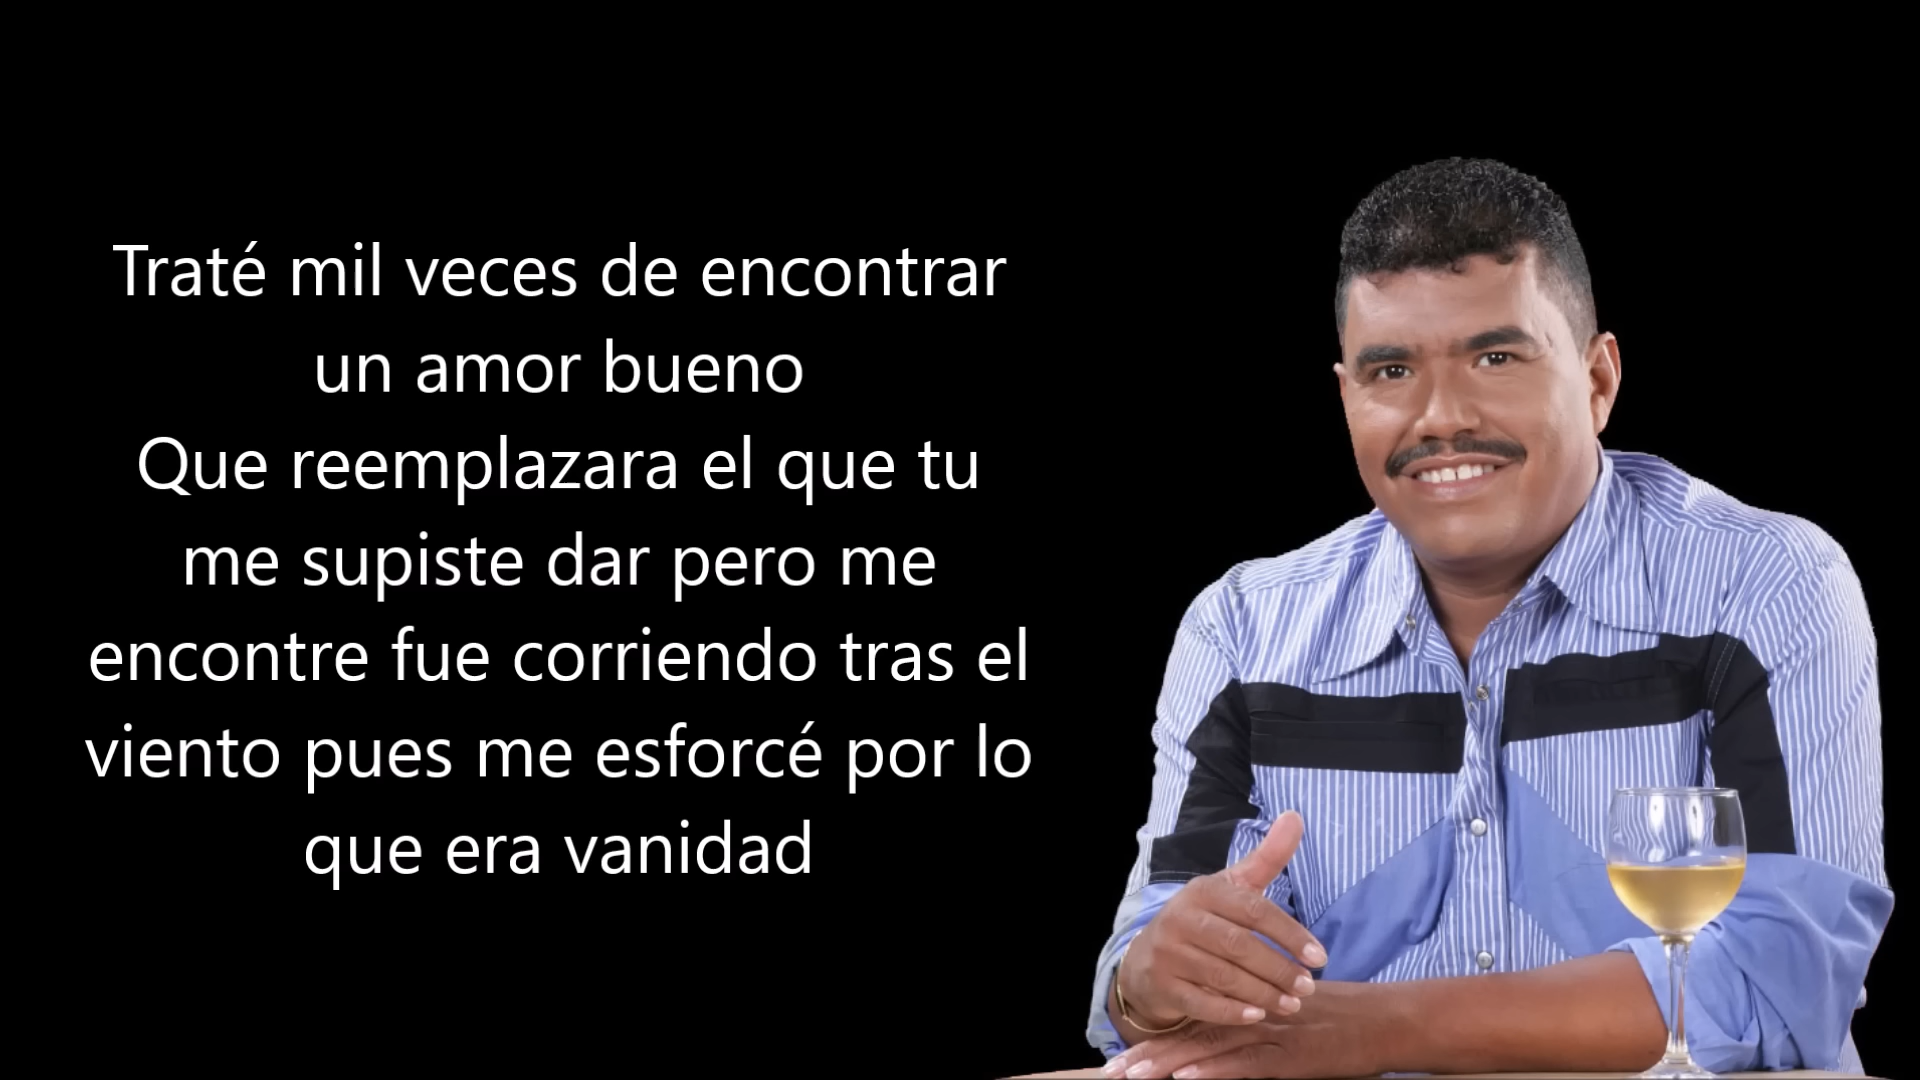 Traté mil veces de encontrar
un amor bueno
Que reemplazara el que tu
me supiste dar pero me
encontre fue corriendo tras el
viento pues me esforcé por lo
que era vanidad